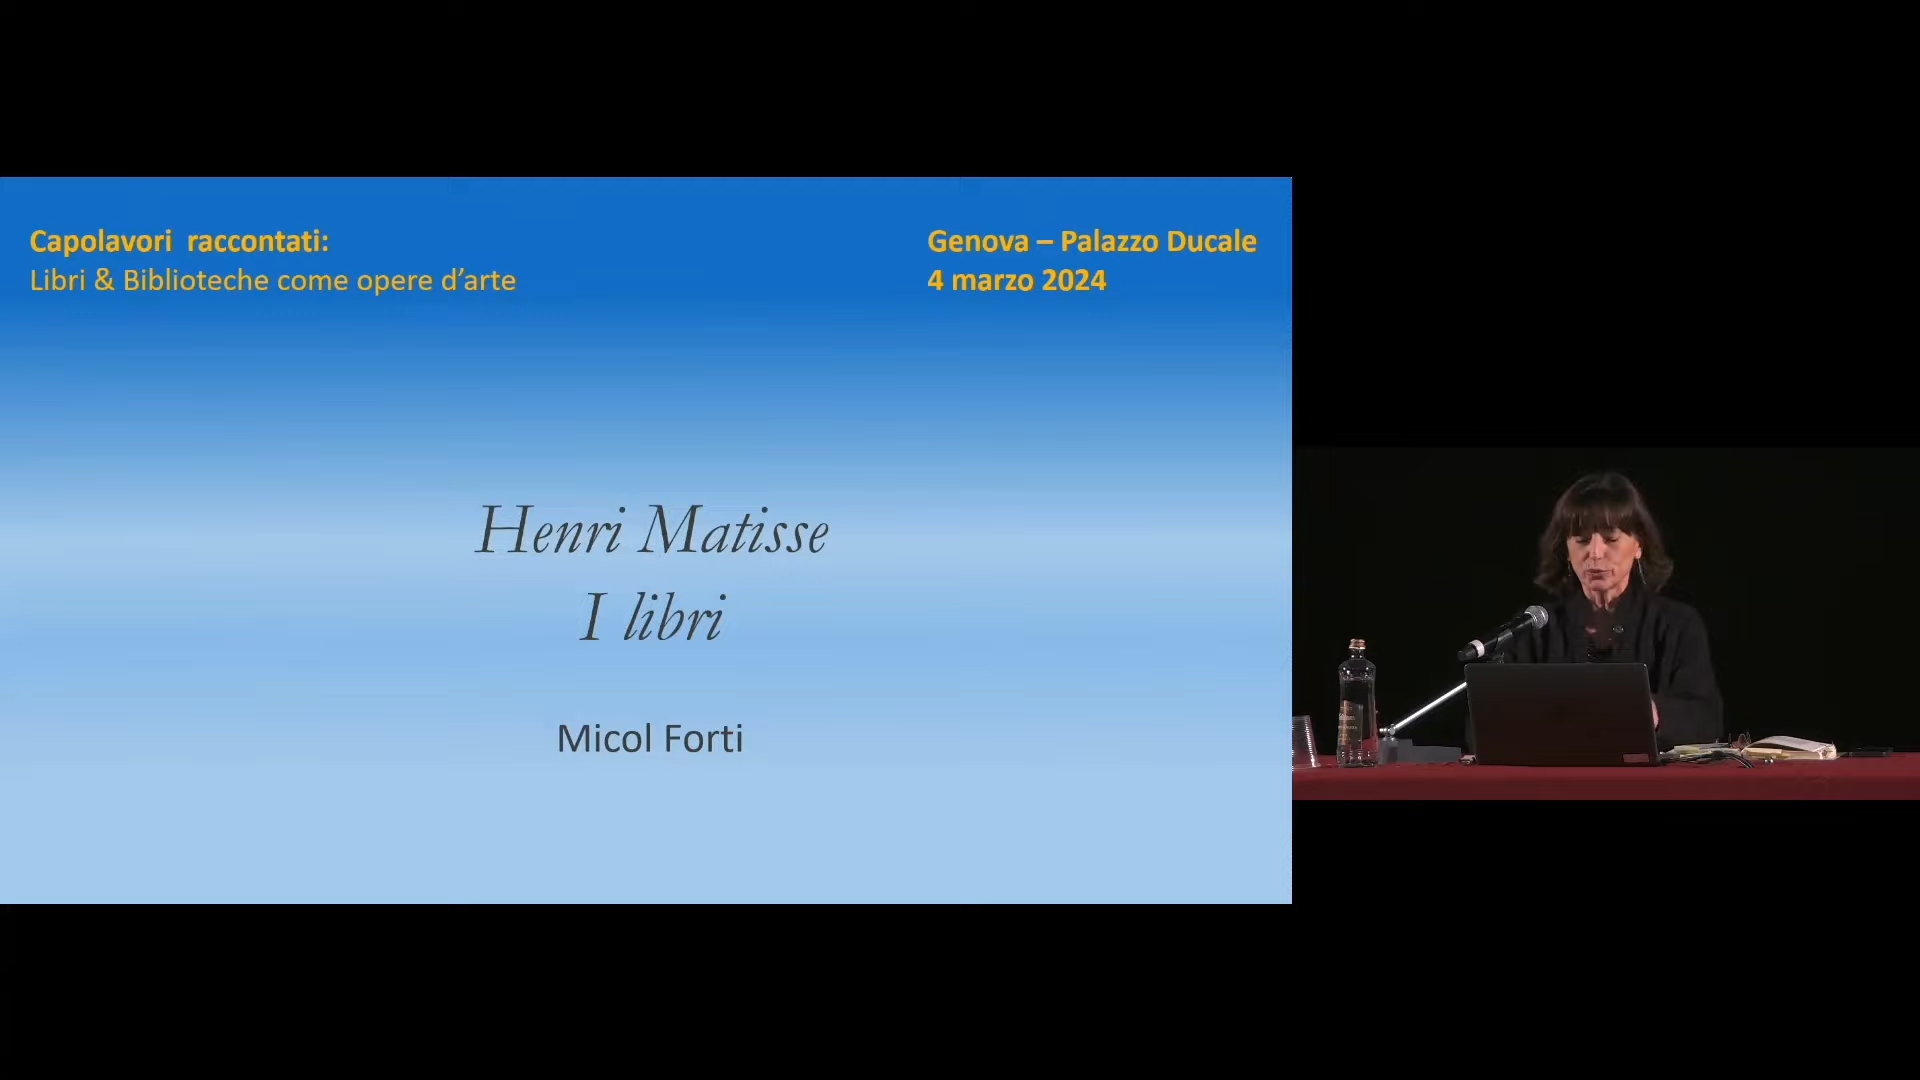 Capolavori raccontati:
Libri & Biblioteche come opere d’arte
Genova – Palazzo Ducale
4 marzo 2024
Henri Matisse
I libri
Micol Forti